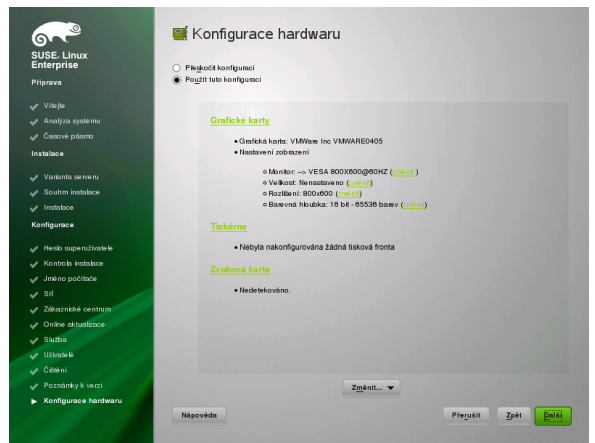 SUSE. Linux
Enterprise
Příprava
Vítejte
Analýza systému
Časové pásmo
Instalace
Varianta serveru
Souhrn instalace
Instalace
Konfigurace
Heslo superuživatele
Kontrola instalace
Jméno počítače
Síť
Zákaznické centrum
Online aktualizace
Služba
Uživatelé
Čištění
Poznámky k verzi
Konfigurace hardwaru
Konfigurace hardwaru
Přeskočit konfiguraci
Použít tuto konfiguraci
Grafické karty
Grafická karta: VMWare Inc VMWARE0405
Nastavení zobrazení
Monitor: --> VESA 800X600@60HZ (změnit)
Velikost: Nenastaveno (změnit)
Rozlišení: 800x600 (změnit)
Barevná hloubka: 16 bit - 65536 barev (změnit)
Tiskárna
Nebyla nakonfigurována žádná tisková fronta
Zvuková karta
Nedetekováno.
Změnit...
Nápověda
Přerušit
Zpět
Další